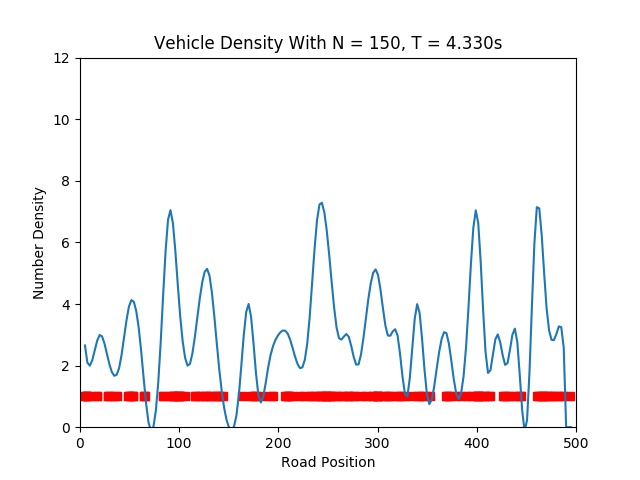 Vehicle Density With N = 150, T = 4.330s
12
10
8
6
4
2
0
Number Density
0 100 200 300 400 500
Road Position